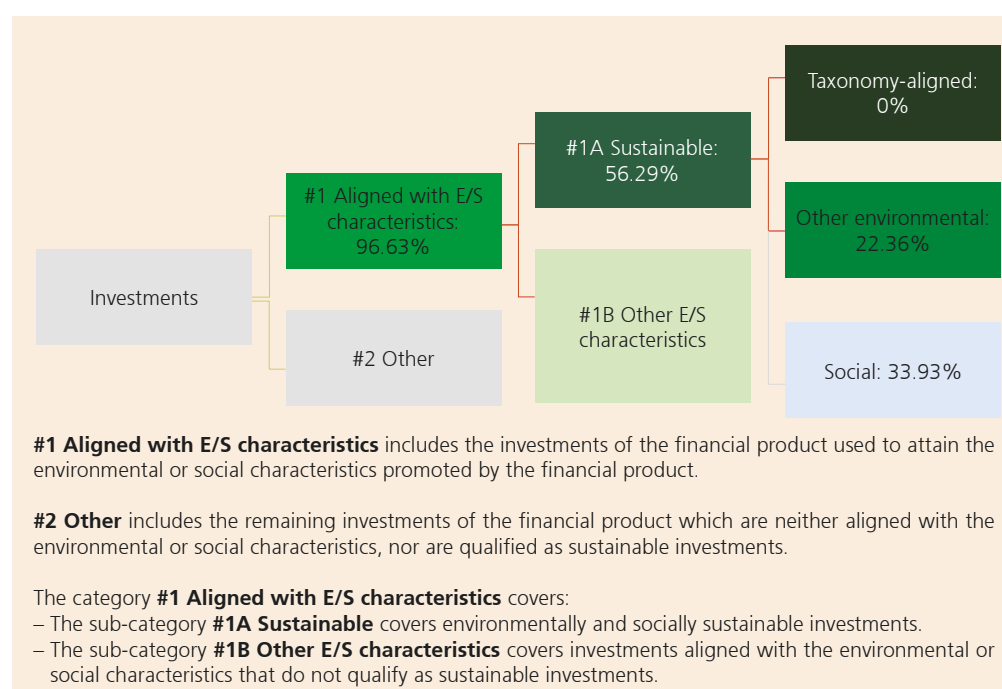 Taxonomy-aligned:
0%
#1A Sustainable:
56.29%
#1 Aligned with E/S
characteristics:
96.63%
Other environmental:
22.36%
Investments
#1B Other E/S
characteristics
#2 Other
Social: 33.93%
#1 Aligned with E/S characteristics includes the investments of the financial product used to attain the
environmental or social characteristics promoted by the financial product.
#2 Other includes the remaining investments of the financial product which are neither aligned with the
environmental or social characteristics, nor are qualified as sustainable investments.
The category #1 Aligned with E/S characteristics covers:
– The sub-category #1A Sustainable covers environmentally and socially sustainable investments.
– The sub-category #1B Other E/S characteristics covers investments aligned with the environmental or
social characteristics that do not qualify as sustainable investments.